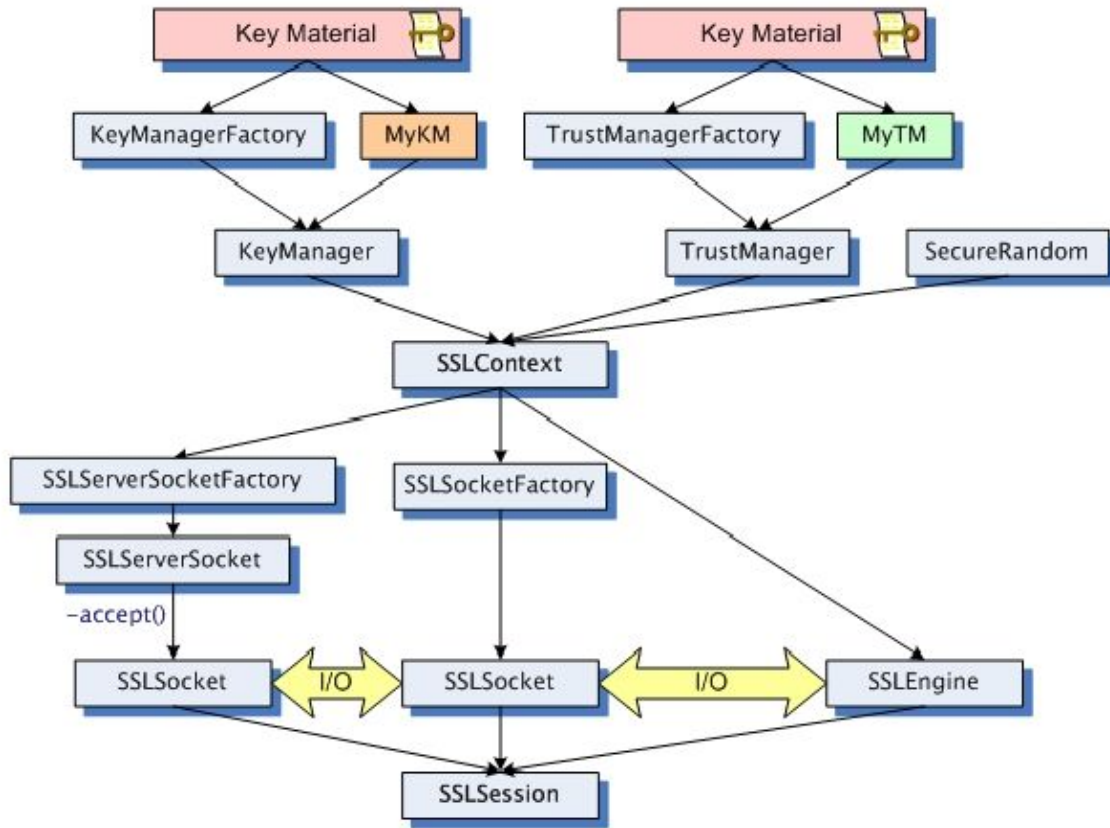 Key Material
Key Material
KeyManagerFactory
MyKM
TrustManagerFactory
MyTM
KeyManager
TrustManager
SecureRandom
SSLContext
SSLServerSocketFactory
SSLSocketFactory
SSLServerSocket
-accept()
SSLSocket
I/O
SSLSocket
I/O
SSLEngine
SSLSession